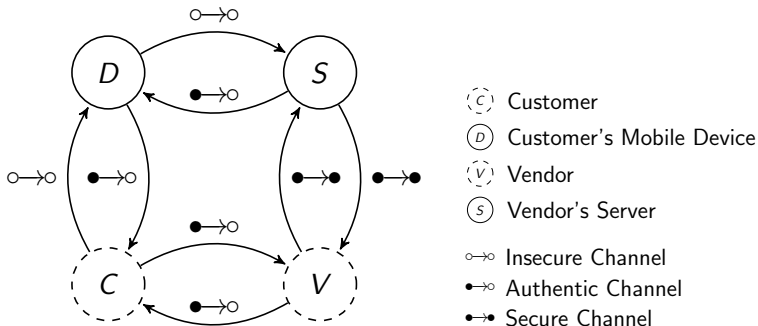 D
S
C
V
C Customer
D Customer's Mobile Device
V Vendor
S Vendor's Server
Insecure Channel
Authentic Channel
Secure Channel